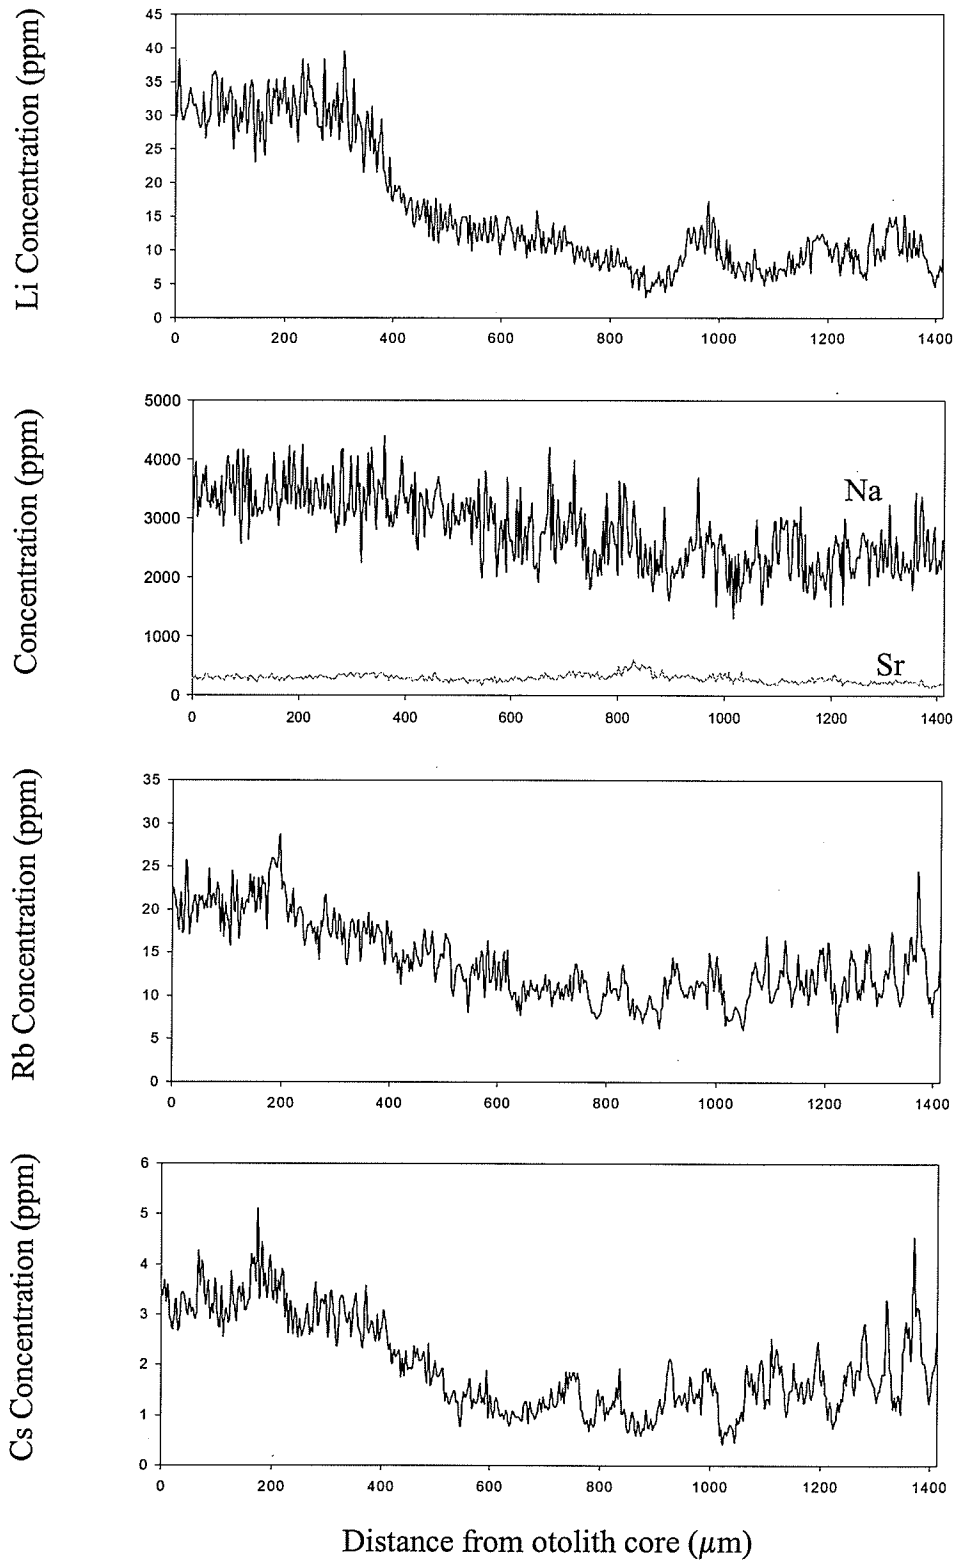 Li Concentration (ppm)
45
40
35
30
25
20
15
10
5
0
0 200 400 600 800 1000 1200 1400
Concentration (ppm)
5000
4000
3000
2000
1000
0
Na
Sr
0 200 400 600 800 1000 1200 1400
Rb Concentration (ppm)
35
30
25
20
15
10
5
0
0 200 400 600 800 1000 1200 1400
Cs Concentration (ppm)
6
5
4
3
2
1
0
0 200 400 600 800 1000 1200 1400
Distance from otolith core (μm)